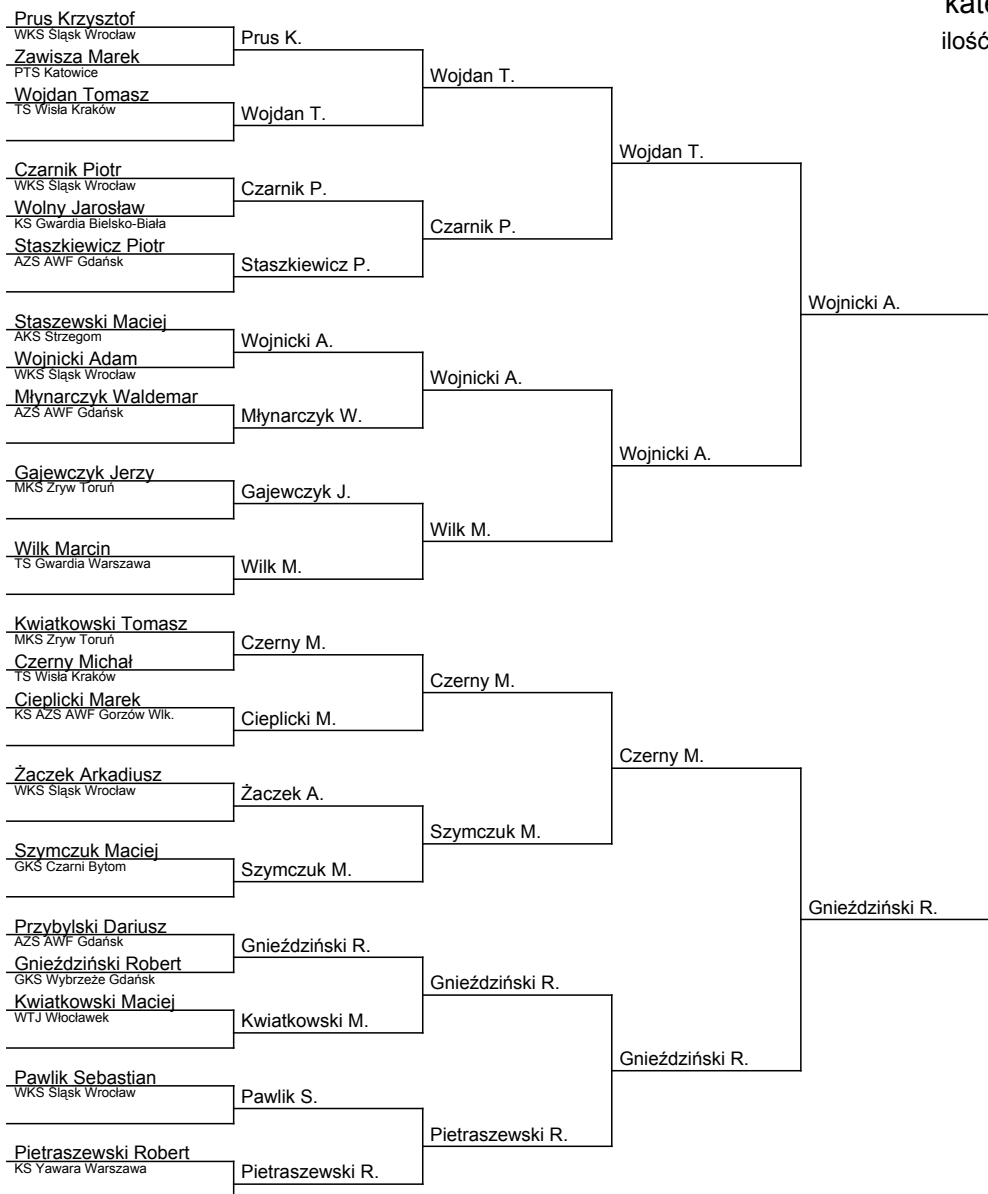 kate
ilość
Prus Krzysztof
WKS Śląsk Wrocław
Zawisza Marek
PTS Katowice
Wojdan Tomasz
TS Wisła Kraków
Czarnik Piotr
WKS Śląsk Wrocław
Wolny Jarosław
KS Gwardia Bielsko-Biała
Staszkiewicz Piotr
AZS AWF Gdańsk
Staszewski Maciej
AKS Strzegom
Wojnicki Adam
WKS Śląsk Wrocław
Młynarczyk Waldemar
AZS AWF Gdańsk
Gajewczyk Jerzy
MKS Zryw Toruń
Wilk Marcin
TS Gwardia Warszawa
Kwiatkowski Tomasz
MKS Zryw Toruń
Czerny Michał
TS Wisła Kraków
Cieplicki Marek
KS AZS AWF Gorzów Wlk.
Żaczek Arkadiusz
WKS Śląsk Wrocław
Szymczuk Maciej
GKS Czarni Bytom
Przybylski Dariusz
AZS AWF Gdańsk
Gnieździński Robert
GKS Wybrzeże Gdańsk
Kwiatkowski Maciej
WTJ Włocławek
Pawlik Sebastian
WKS Śląsk Wrocław
Pietraszewski Robert
KS Yawara Warszawa
Prus K.
Wojdan T.
Czarnik P.
Staszkiewicz P.
Wojnicki A.
Młynarczyk W.
Gajewczyk J.
Wilk M.
Czerny M.
Cieplicki M.
Żaczek A.
Szymczuk M.
Gnieździński R.
Kwiatkowski M.
Pawlik S.
Pietraszewski R.
Wojdan T.
Czarnik P.
Wojnicki A.
Wilk M.
Czerny M.
Szymczuk M.
Gnieździński R.
Pietraszewski R.
Wojdan T.
Wojnicki A.
Czerny M.
Gnieździński R.
Wojnicki A.
Gnieździński R.